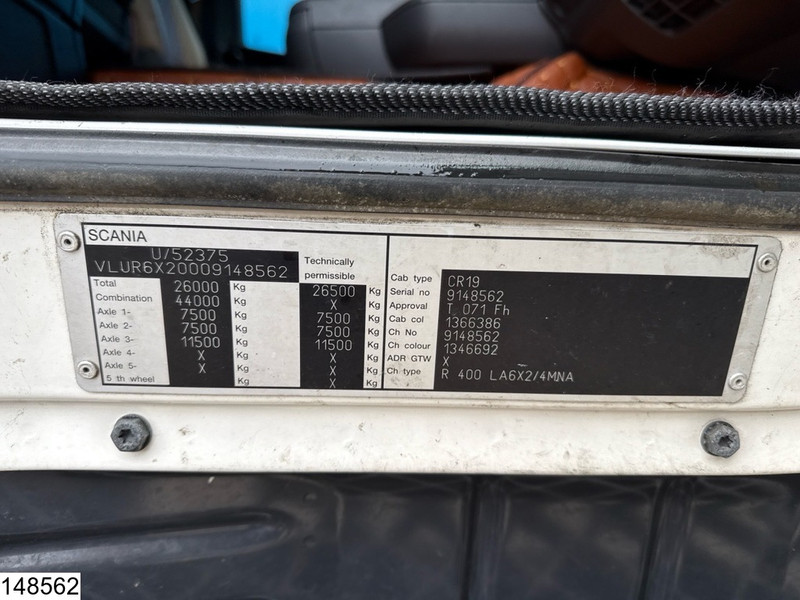 SCANIA
U/52375
VLUR6X20009148562
Technically
permissible
Total 26000 Kg 26500 Kg
Combination 44000 Kg X Kg
Axle 1- 7500 Kg 7500 Kg
Axle 2- 7500 Kg 7500 Kg
Axle 3- 11500 Kg 11500 Kg
Axle 4- X Kg X Kg
Axle 5- X Kg X Kg
5 th wheel Kg X Kg
Cab type CR19
Serial no 9148562
Approval T 071 Fh
Cab col 1366386
Ch No 9148562
Ch colour 1346692
ADR GTW X
Ch type R 400 LA6X2/4MNA
148562